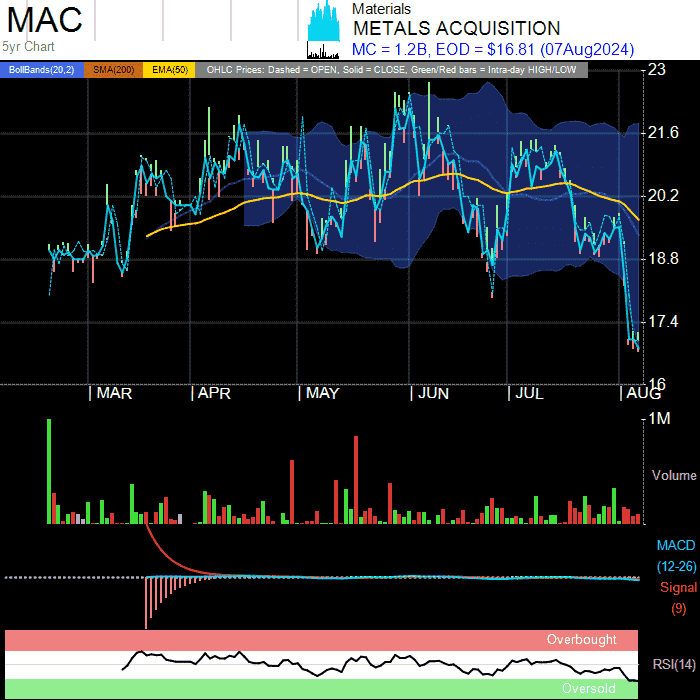 MAC
5yr Chart
Materials
METALS ACQUISITION
MC = 1.2B, EOD = $16.81 (07Aug2024)
BollBands(20,2)
SMA(200)
EMA(50)
OHLC Prices: Dashed = OPEN, Solid = CLOSE, Green/Red bars = Intra-day HIGH/LOW
23
21.6
20.2
18.8
17.4
16
| MAR
| APR
| MAY
| JUN
| JUL
| AUG
1M
Volume
MACD
(12-26)
Signal
(9)
Overbought
RSI(14)
Oversold